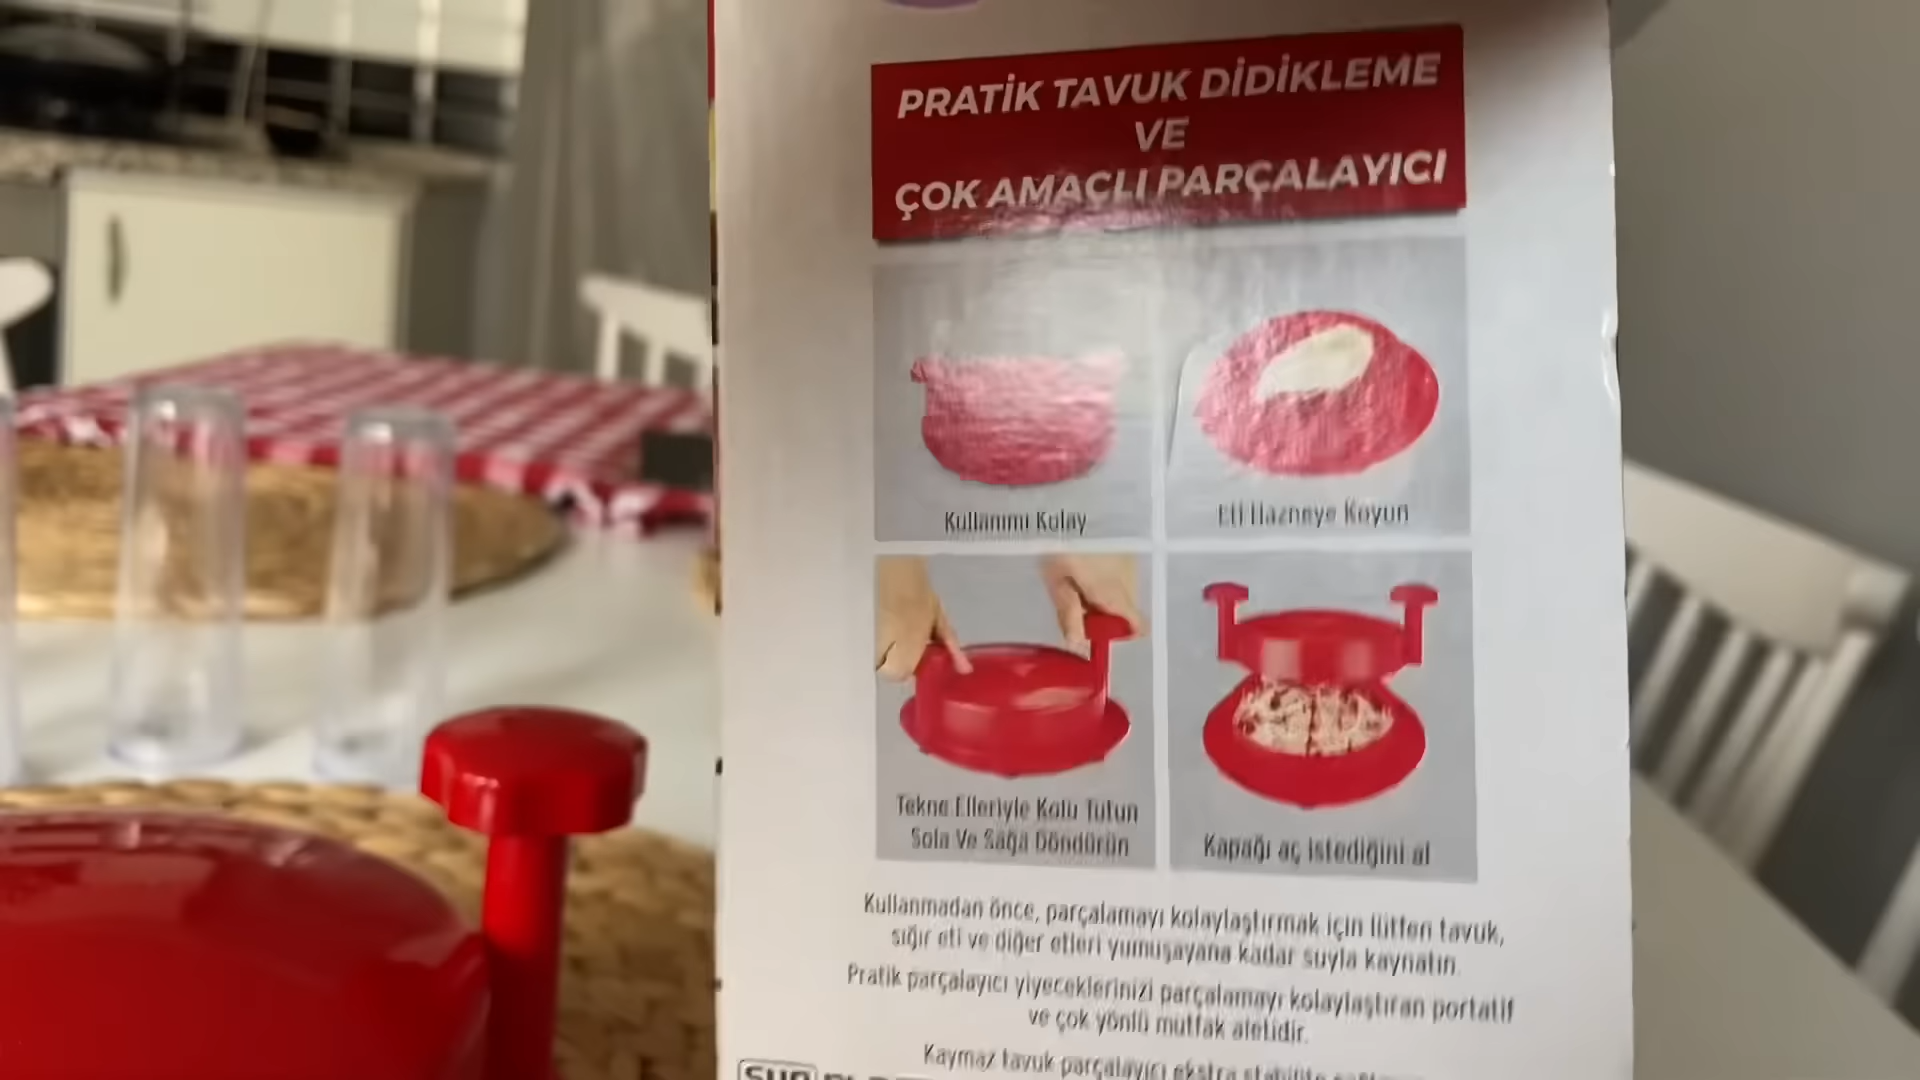 PRATİK TAVUK DİDİKLEME
VE
ÇOK AMAÇLI PARÇALAYICI
Kullanımı Kolay
Eti Hazneye Koyun
Tekne Elleriyle Kolu Tutun
Sola Ve Sağa Döndürün
Kapağı aç istediğini al
Kullanmadan önce, parçalamayı kolaylaştırmak için lütfen tavuk,
sığır eti ve diğer etleri yumuşayana kadar suyla kaynatın.
Pratik parçalayıcı yiyeceklerinizi parçalamayı kolaylaştıran portatif
ve çok yönlü mutfak aletidir.
Kaymaz tavuk parçalayıcı ekstra stabilite